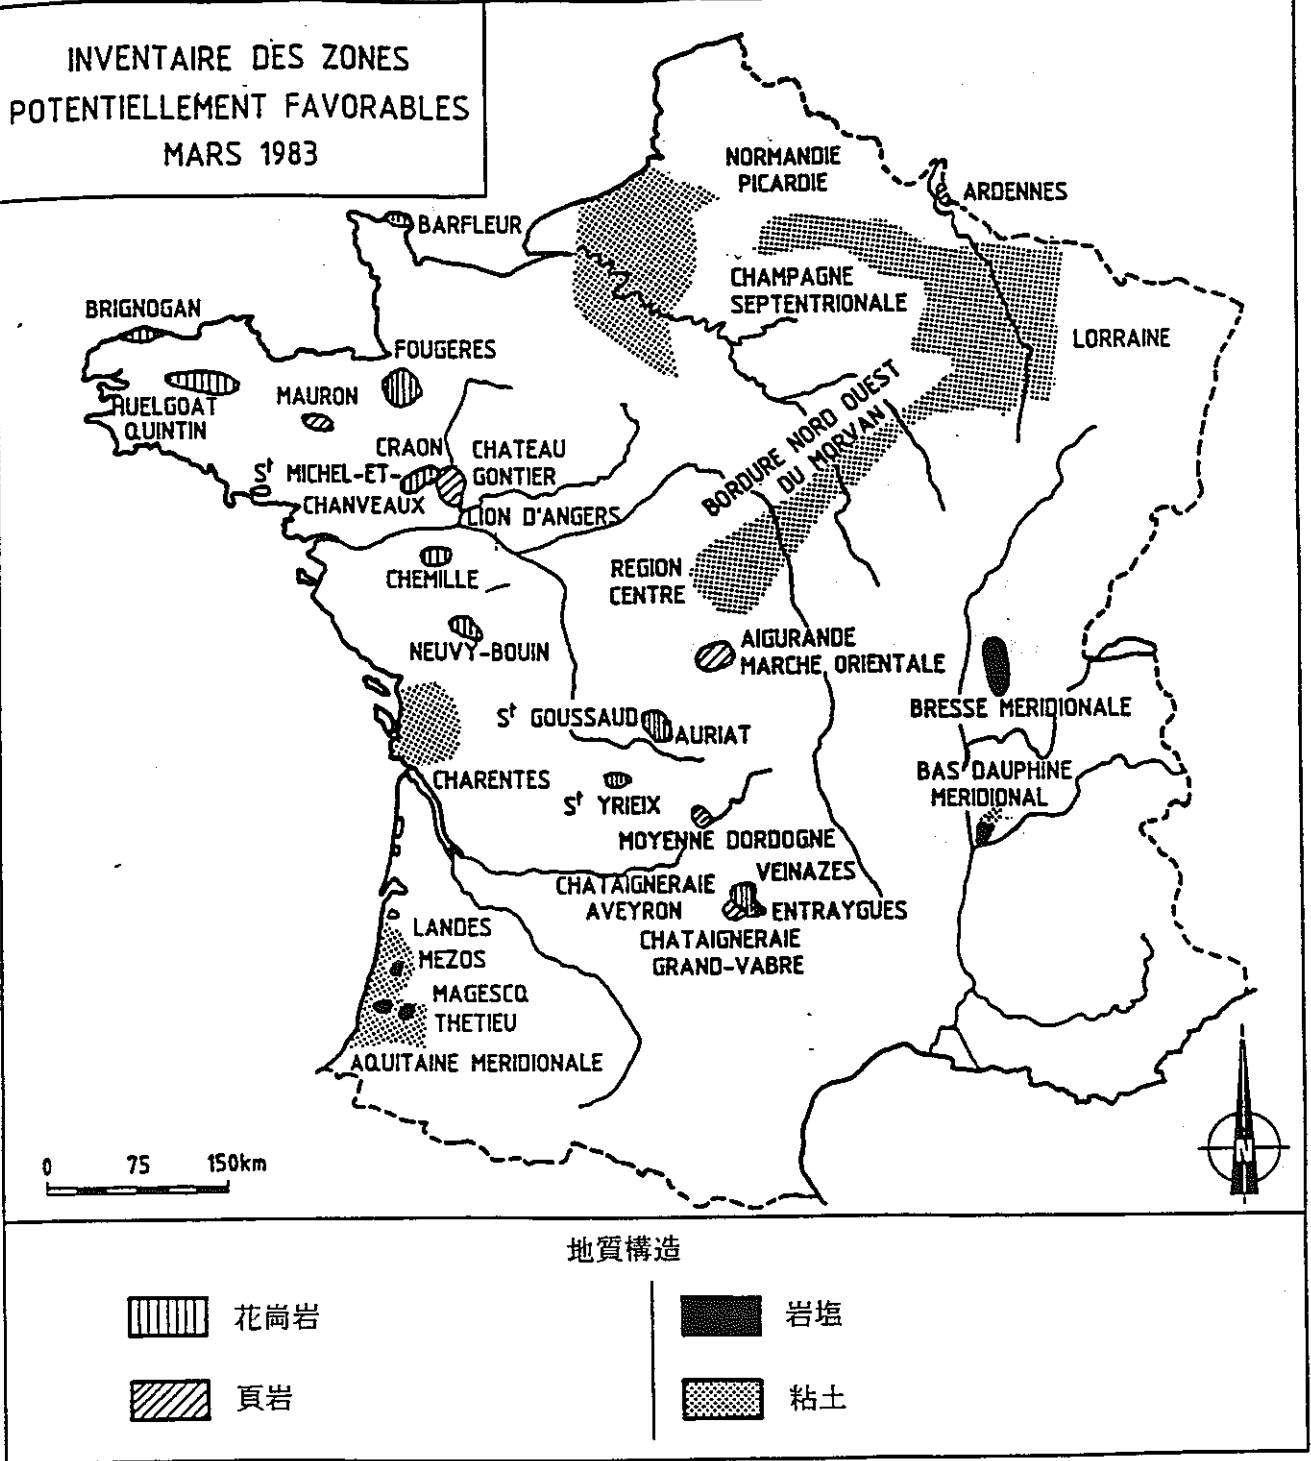 INVENTAIRE DES ZONES
POTENTIELLEMENT FAVORABLES
MARS 1983
NORMANDIE
PICARDIE
ARDENNES
BARFLEUR
CHAMPAGNE
SEPTENTRIONALE
BRIGNOGAN
LORRAINE
FOUGERES
MAURON
HUELGOAT
QUINTIN
BORDURE NORD OUEST
DU MORVAN
CRAON
CHATEAU
GONTIER
St MICHEL-ET-
CHANVEAUX
LION D'ANGERS
REGION
CENTRE
CHEMILLE
NEUVY-BOUIN
AIGURANDE
MARCHE ORIENTALE
BRESSE MERIDIONALE
St GOUSSAUD
AURIAT
BAS DAUPHINE
MERIDIONAL
CHARENTES
St YRIEIX
MOYENNE DORDOGNE
VEINAZES
CHATAIGNERAIE
AVEYRON
ENTRAYGUES
CHATAIGNERAIE
GRAND-VABRE
LANDES
MEZOS
MAGESCQ
THETIEU
AQUITAINE MERIDIONALE
0 75 150km
地質構造
花崗岩
岩塩
頁岩
粘土